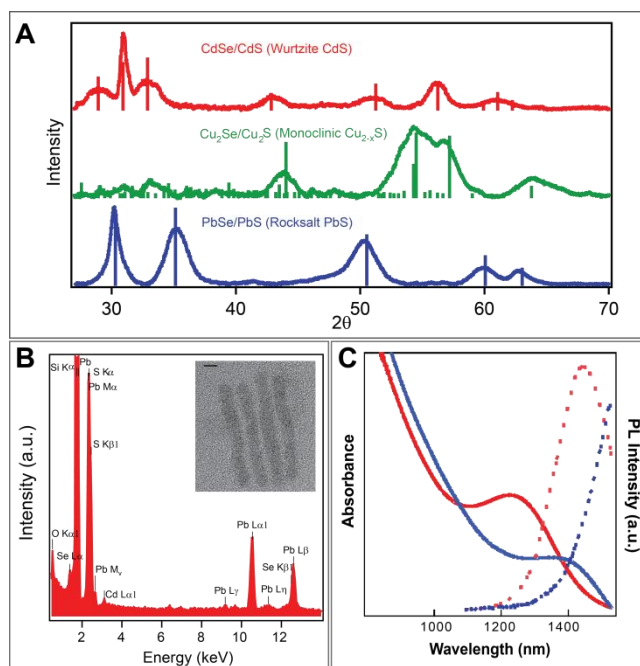 A
CdSe/CdS (Wurtzite CdS)
Cu₂Se/Cu₂S (Monoclinic Cu₂₋ₓS)
PbSe/PbS (Rocksalt PbS)
Intensity
30 40 50 60 70
2θ
B
Si Kα
Pb
S Kα
Pb Mα
S Kβ1
O Kα1
Se Lα
Pb Mᵥ
Cd Lα1
Pb Lα1
Pb Lβ
Se Kβ1
Pb Lγ
Pb Lη
Intensity (a.u.)
2 4 6 8 10 12
Energy (keV)
C
Absorbance
PL Intensity
(a.u.)
1000 1200 1400
Wavelength (nm)